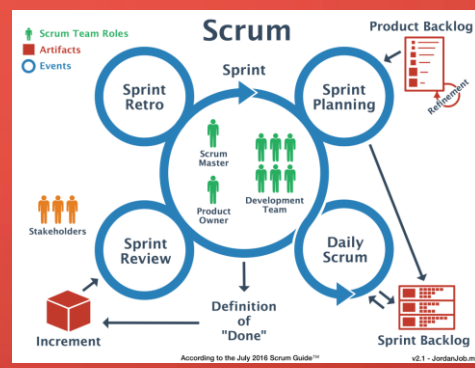 Scrum
Scrum Team Roles
Artifacts
Events
Product Backlog
Refinement
Sprint
Sprint
Retro
Sprint
Planning
Scrum
Master
Product
Owner
Development
Team
Stakeholders
Sprint
Review
Daily
Scrum
Increment
Definition
of
"Done"
Sprint Backlog
According to the July 2016 Scrum Guide™
v2.1 - JordanJob.m